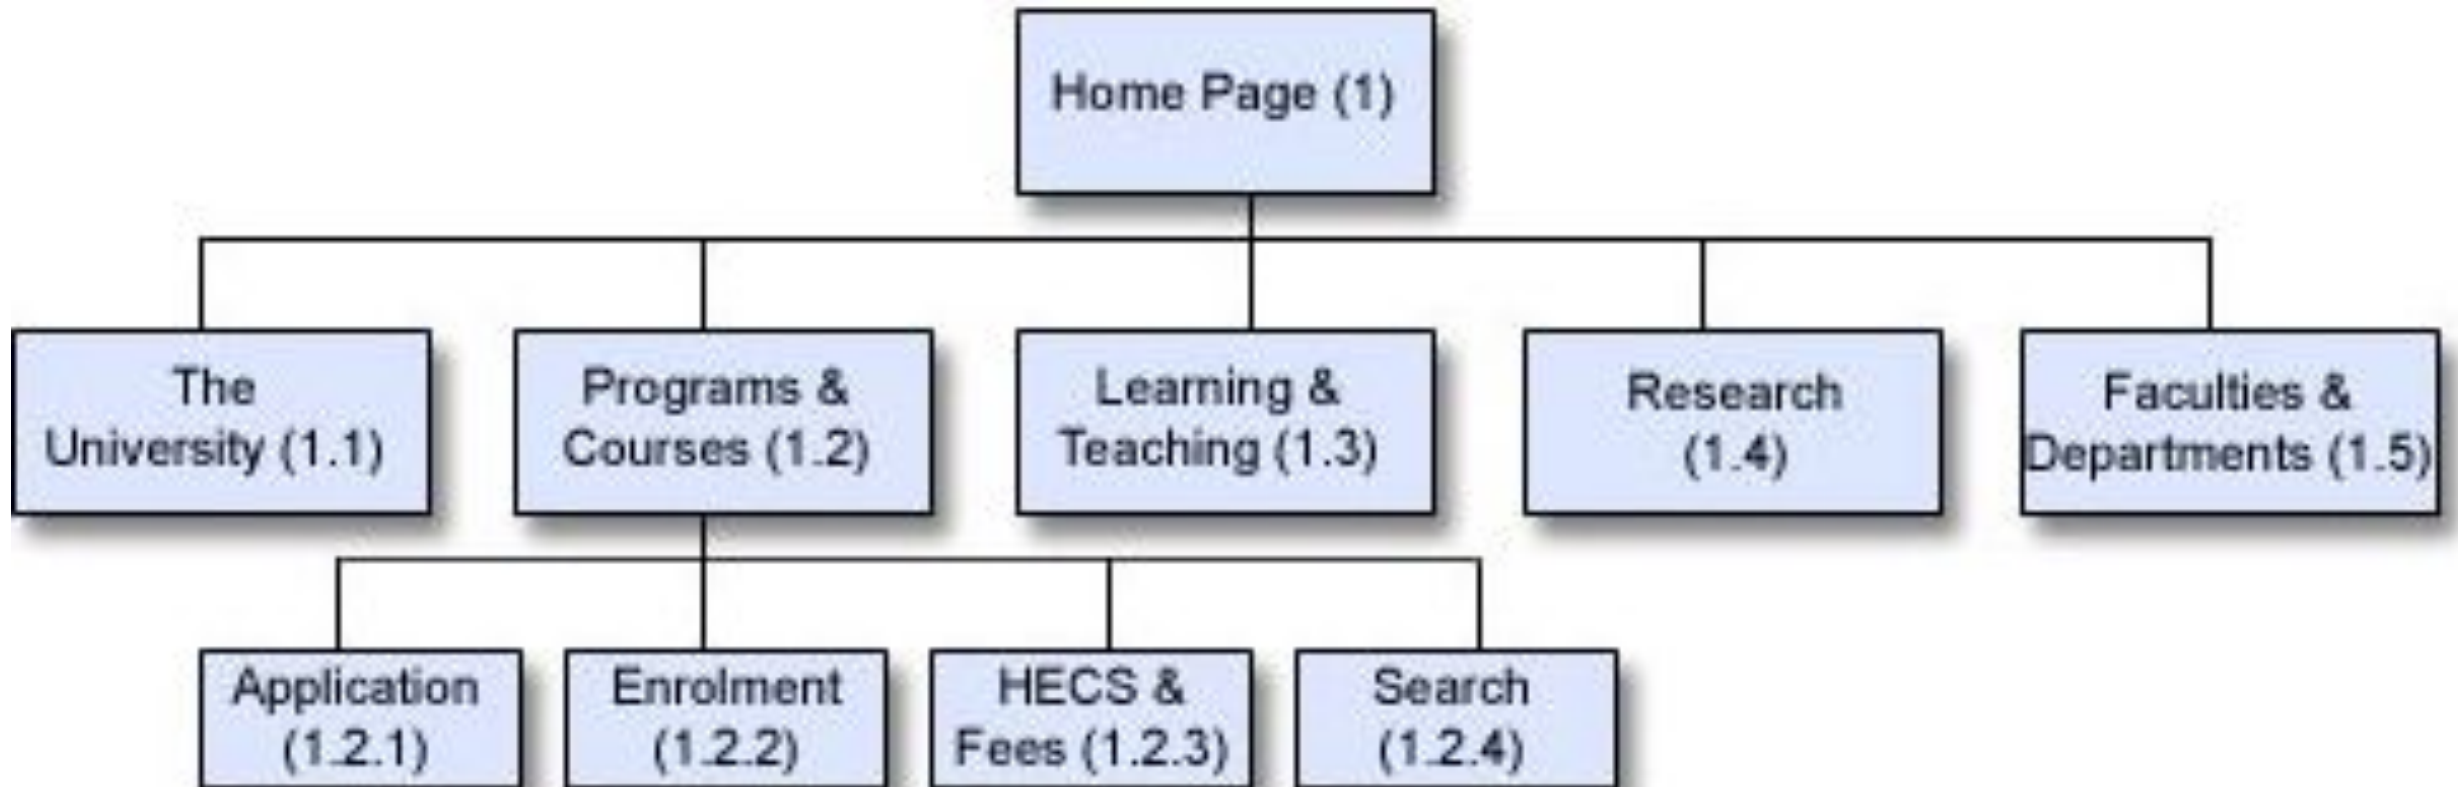 Home Page (1)
The
University (1.1)
Programs &
Courses (1.2)
Learning &
Teaching (1.3)
Research
(1.4)
Faculties &
Departments (1.5)
Application
(1.2.1)
Enrolment
(1.2.2)
HECS &
Fees (1.2.3)
Search
(1.2.4)